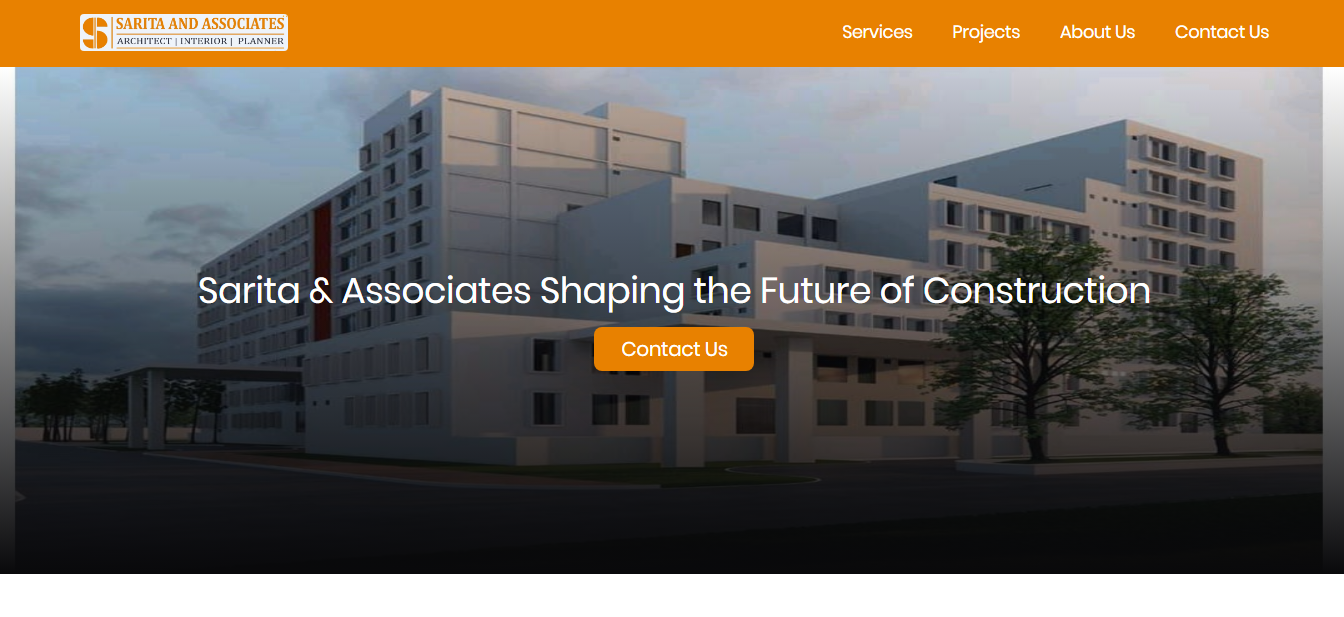 SARITA AND ASSOCIATES
ARCHITECT | INTERIOR | PLANNER
Services
Projects
About Us
Contact Us
Sarita & Associates Shaping the Future of Construction
Contact Us